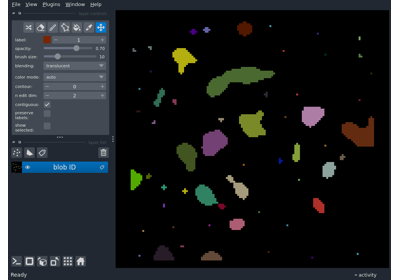 File View Plugins Window Help
label: 1
opacity: 0.70
brush size: 10
blending: translucent
color mode: auto
contour: 0
n edit dim: 2
contiguous:
preserve
labels:
show
selected:
blob ID
Ready
activity